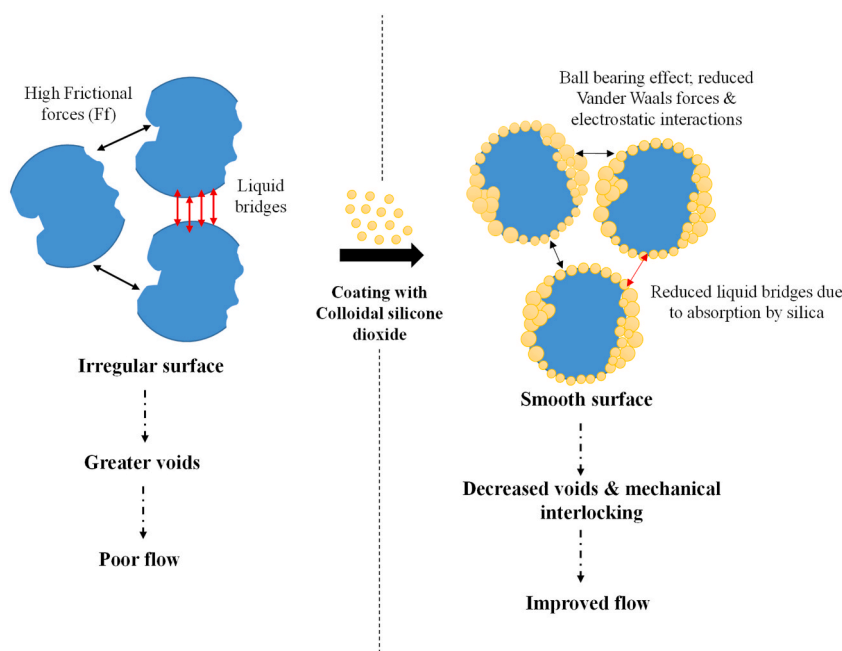 High Frictional
forces (Ff)
Liquid
bridges
Irregular surface
Greater voids
Poor flow
Coating with
Colloidal silicone
dioxide
Ball bearing effect; reduced
Vander Waals forces &
electrostatic interactions
Reduced liquid bridges due
to absorption by silica
Smooth surface
Decreased voids & mechanical
interlocking
Improved flow